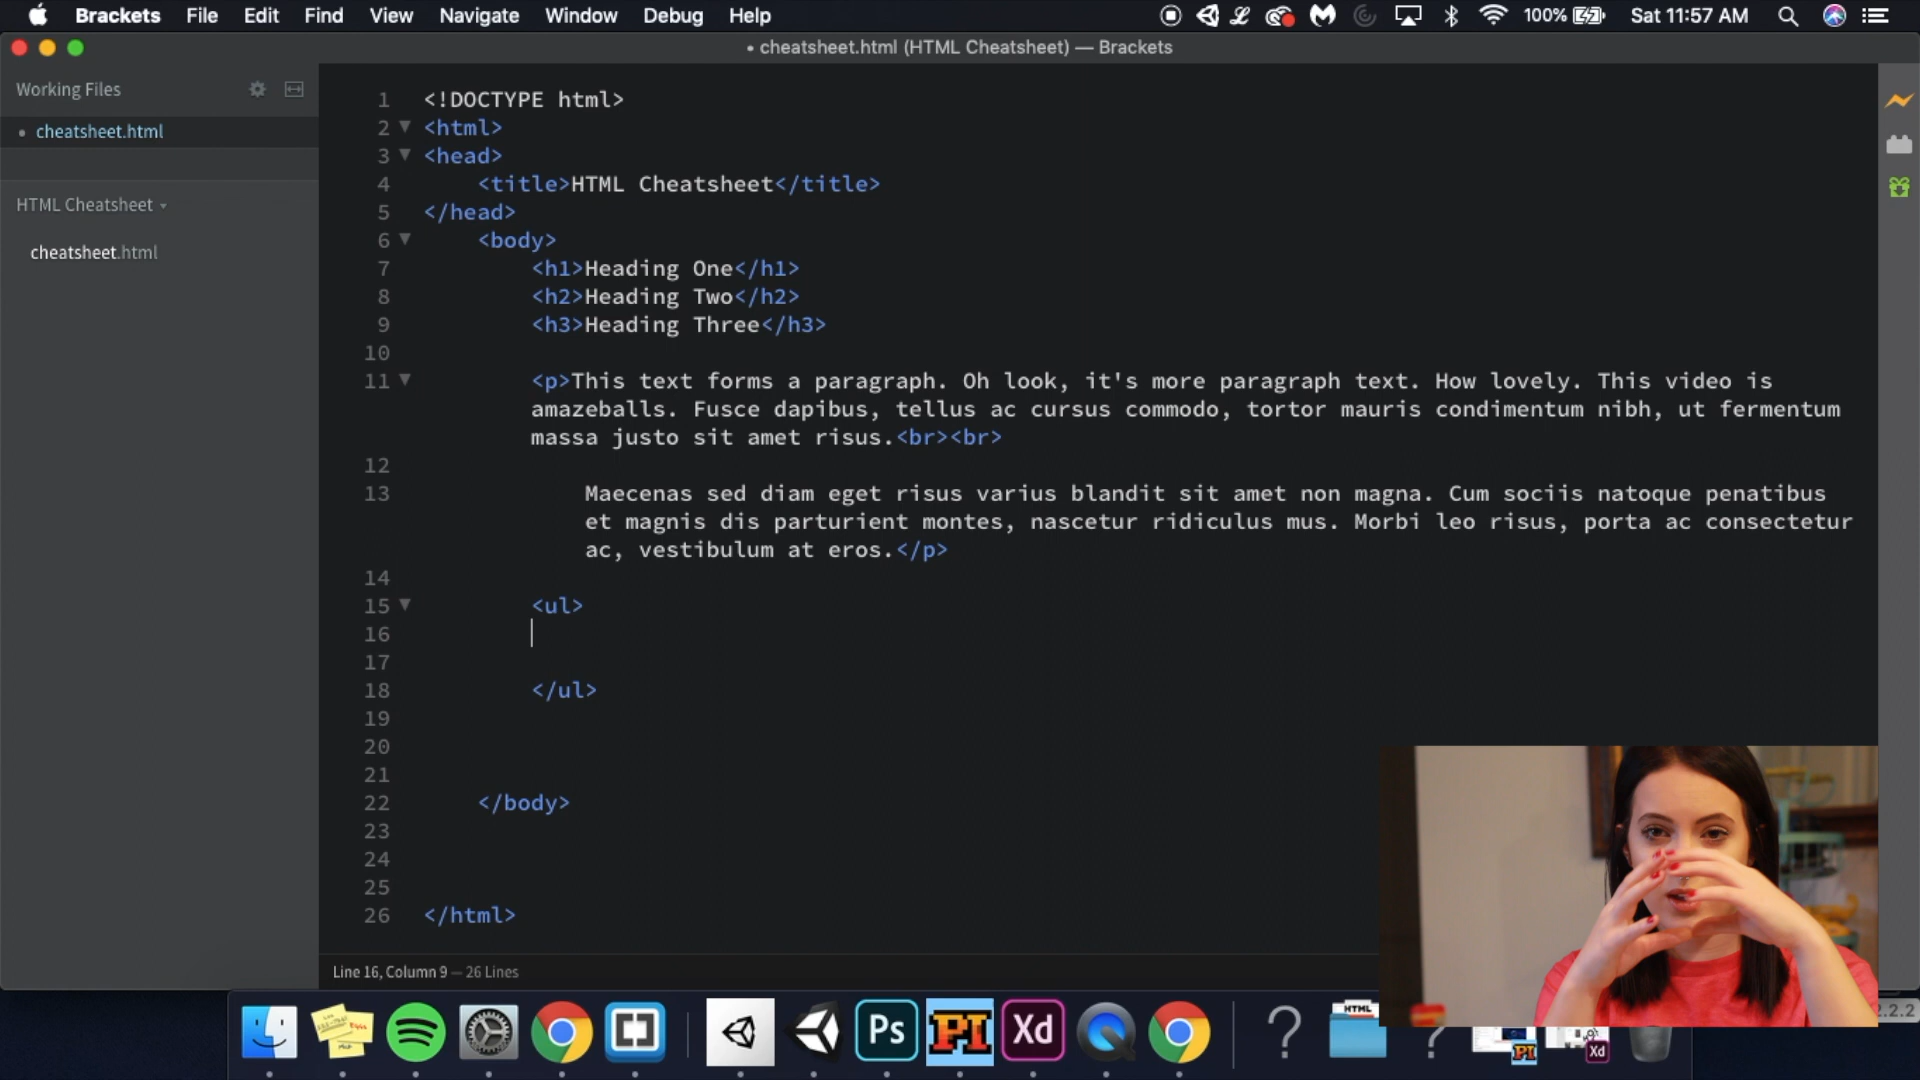 Brackets File Edit Find View Navigate Window Debug Help 100% Sat 11:57 AM
• cheatsheet.html (HTML Cheatsheet) — Brackets
Working Files
• cheatsheet.html
HTML Cheatsheet
cheatsheet.html
1 <!DOCTYPE html>
2 <html>
3 <head>
4 <title>HTML Cheatsheet</title>
5 </head>
6 <body>
7 <h1>Heading One</h1>
8 <h2>Heading Two</h2>
9 <h3>Heading Three</h3>
10
11 <p>This text forms a paragraph. Oh look, it's more paragraph text. How lovely. This video is
amazeballs. Fusce dapibus, tellus ac cursus commodo, tortor mauris condimentum nibh, ut fermentum
massa justo sit amet risus.<br><br>
12
13 Maecenas sed diam eget risus varius blandit sit amet non magna. Cum sociis natoque penatibus
et magnis dis parturient montes, nascetur ridiculus mus. Morbi leo risus, porta ac consectetur
ac, vestibulum at eros.</p>
14
15 <ul>
16
17
18 </ul>
19
20
21
22 </body>
23
24
25
26 </html>
Line 16, Column 9 — 26 Lines
2.2.2
Ps PI Xd ? HTML ? PI Xd